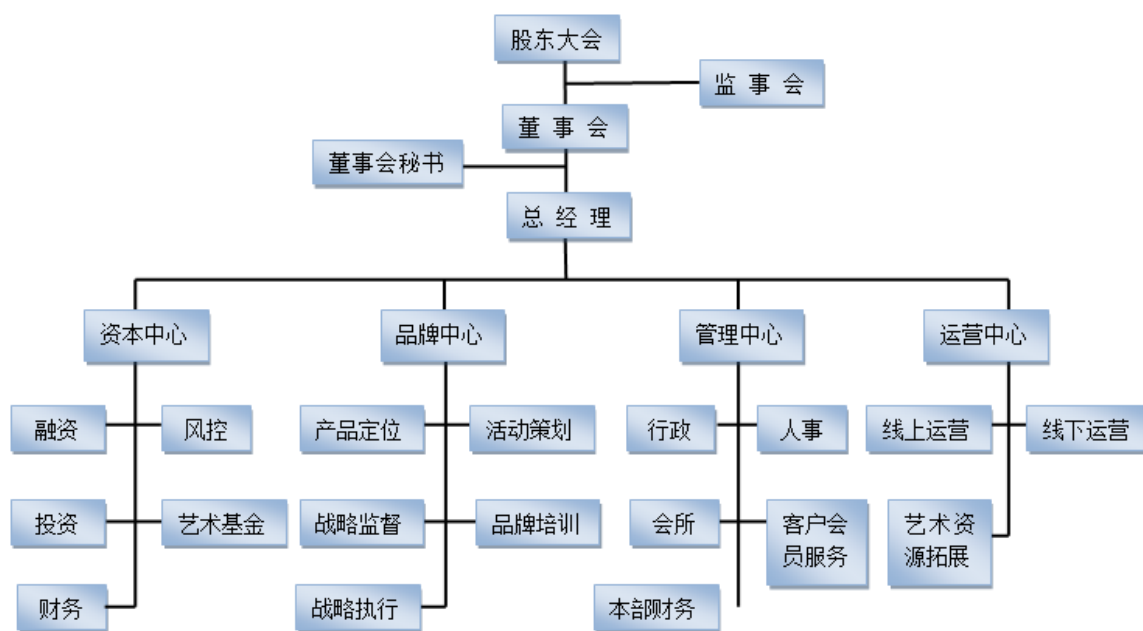 股东大会
监 事 会
董 事 会
董事会秘书
总 经 理
资本中心
品牌中心
管理中心
运营中心
融资
风控
产品定位
活动策划
行政
人事
线上运营
线下运营
投资
艺术基金
战略监督
品牌培训
会所
客户会
员服务
艺术资
源拓展
财务
战略执行
本部财务